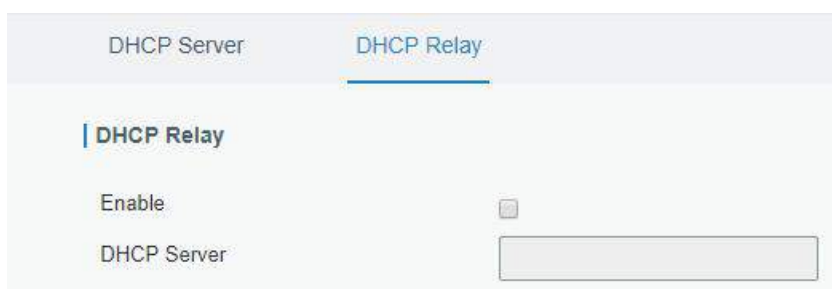 DHCP Server DHCP Relay
DHCP Relay
Enable
DHCP Server